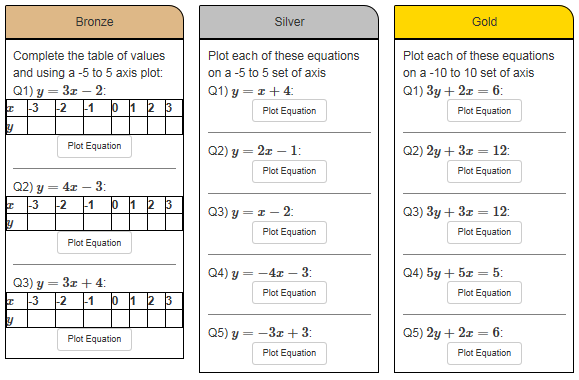 Bronze
Complete the table of values
and using a -5 to 5 axis plot:
Q1) y = 3x − 2:
x -3 -2 -1 0 1 2 3
y
Plot Equation
Q2) y = 4x − 3:
x -3 -2 -1 0 1 2 3
y
Plot Equation
Q3) y = 3x + 4:
x -3 -2 -1 0 1 2 3
y
Plot Equation
Silver
Plot each of these equations
on a -5 to 5 set of axis
Q1) y = x + 4:
Plot Equation
Q2) y = 2x − 1:
Plot Equation
Q3) y = x − 2:
Plot Equation
Q4) y = −4x − 3:
Plot Equation
Q5) y = −3x + 3:
Plot Equation
Gold
Plot each of these equations
on a -10 to 10 set of axis
Q1) 3y + 2x = 6:
Plot Equation
Q2) 2y + 3x = 12:
Plot Equation
Q3) 3y + 3x = 12:
Plot Equation
Q4) 5y + 5x = 5:
Plot Equation
Q5) 2y + 2x = 6:
Plot Equation